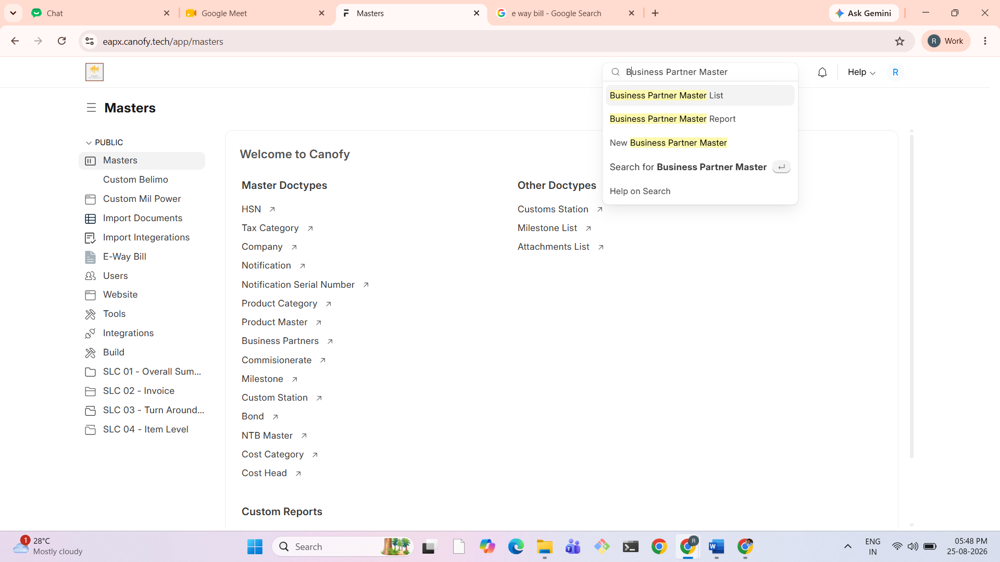 Chat
Google Meet
Masters
e way bill - Google Search
Ask Gemini
eapx.canofy.tech/app/masters
R
Work
Business Partner Master
Help
R
Business Partner Master List
Business Partner Master Report
New Business Partner Master
Search for Business Partner Master
Help on Search
Masters
PUBLIC
Masters
Custom Belimo
Custom Mil Power
Import Documents
Import Integerations
E-Way Bill
Users
Website
Tools
Integrations
Build
SLC 01 - Overall Sum...
SLC 02 - Invoice
SLC 03 - Turn Around...
SLC 04 - Item Level
Welcome to Canofy
Master Doctypes
HSN
Tax Category
Company
Notification
Notification Serial Number
Product Category
Product Master
Business Partners
Commisionerate
Milestone
Custom Station
Bond
NTB Master
Cost Category
Cost Head
Other Doctypes
Customs Station
Milestone List
Attachments List
Custom Reports
1
28°C
Mostly cloudy
Search
R
ENG
IN
05:48 PM
25-08-2026